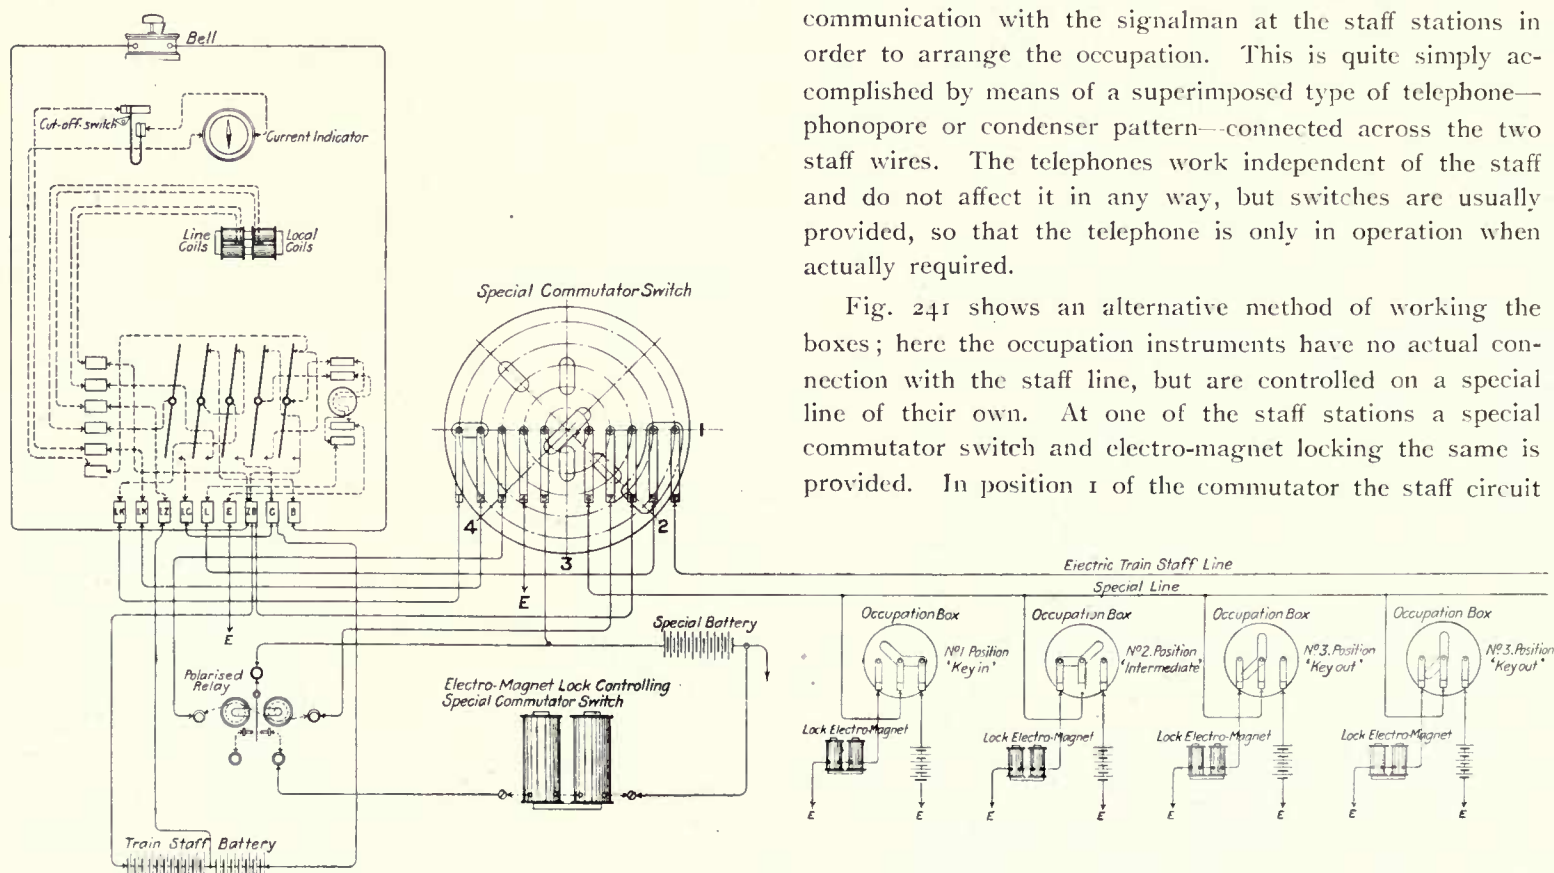 communication with the signalman at the staff stations in
order to arrange the occupation. This is quite simply ac-
complished by means of a superimposed type of telephone—
phonopore or condenser pattern—connected across the two
staff wires. The telephones work independent of the staff
and do not affect it in any way, but switches are usually
provided, so that the telephone is only in operation when
actually required.
Fig. 241 shows an alternative method of working the
boxes; here the occupation instruments have no actual con-
nection with the staff line, but are controlled on a special
line of their own. At one of the staff stations a special
commutator switch and electro-magnet locking the same is
provided. In position 1 of the commutator the staff circuit
Bell
Cut-off-switch
Current Indicator
Line
Coils
Local
Coils
Special Commutator Switch
1
2
3
4
LK LK LZ LC L E ZB C B
E
E
Electric Train Staff Line
Special Line
Special Battery
Polarised
Relay
Electro-Magnet Lock Controlling
Special Commutator Switch
Train Staff Battery
Occupation Box
Nº1 Position
'Key in'
Lock Electro-Magnet
E
E
Occupation Box
Nº2. Position
'Intermediate'
Lock Electro-Magnet
E
E
Occupation Box
Nº3. Position
'Key out'
Lock Electro-Magnet
E
E
Occupation Box
Nº3. Position
'Key out'
Lock Electro-Magnet
E
E